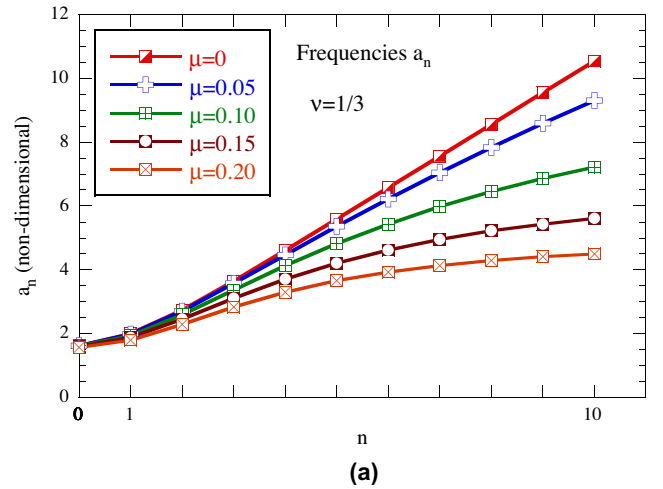 12
10
8
6
4
2
0
a_n (non-dimensional)
μ=0
μ=0.05
μ=0.10
μ=0.15
μ=0.20
Frequencies a_n
ν=1/3
0 1 10
n
(a)